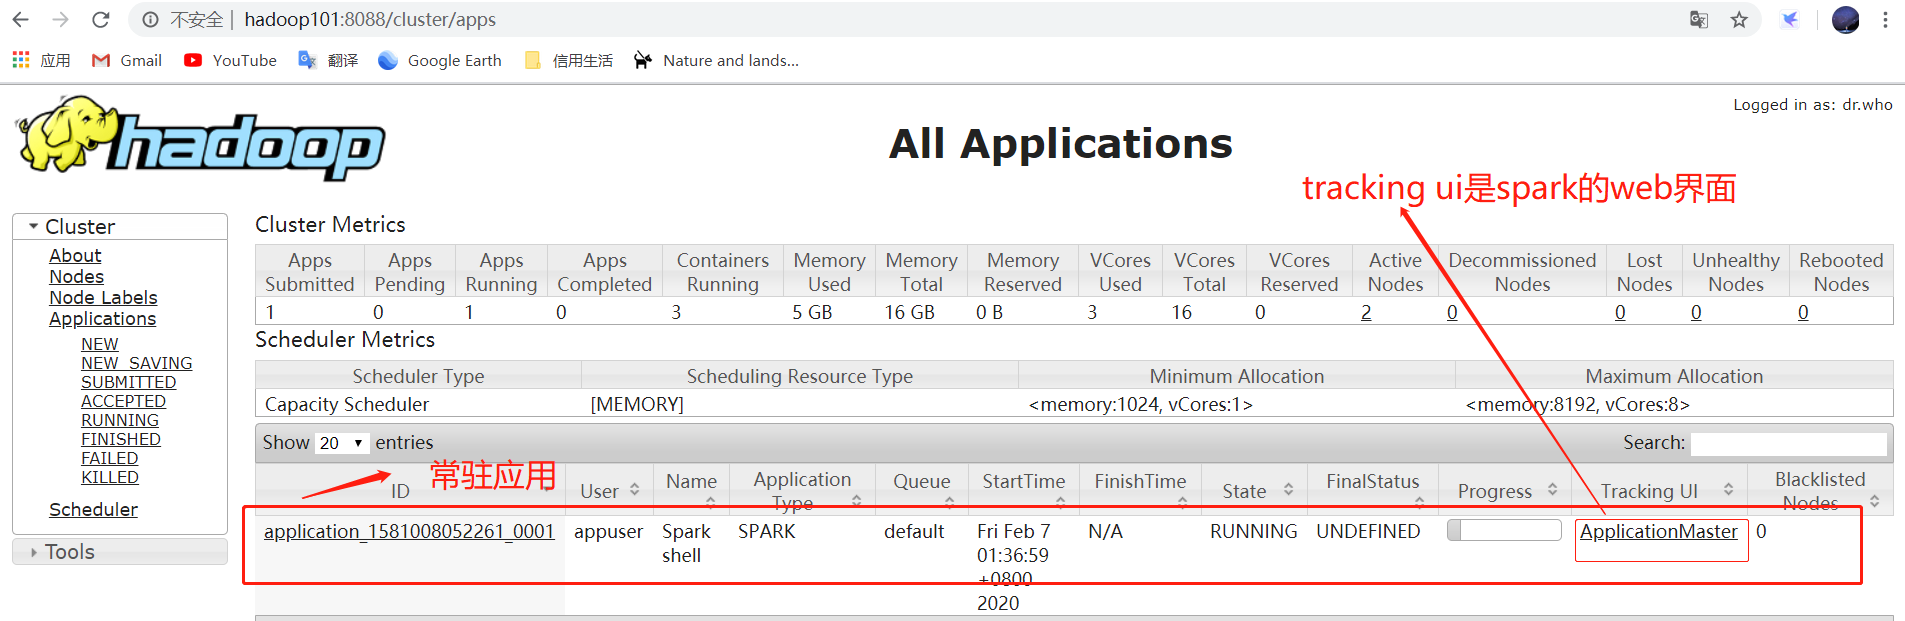 不安全 | hadoop101:8088/cluster/apps
应用 Gmail YouTube 翻译 Google Earth 信用生活 Nature and lands...
Logged in as: dr.who
hadoop
All Applications
tracking ui是spark的web界面
Cluster
About
Nodes
Node Labels
Applications
NEW
NEW_SAVING
SUBMITTED
ACCEPTED
RUNNING
FINISHED
FAILED
KILLED
Scheduler
Tools
Cluster Metrics
Apps Submitted Apps Pending Apps Running Apps Completed Containers Running Memory Used Memory Total Memory Reserved VCores Used VCores Total VCores Reserved Active Nodes Decommissioned Nodes Lost Nodes Unhealthy Nodes Rebooted Nodes
1 0 1 0 3 5 GB 16 GB 0 B 3 16 0 2 0 0 0 0
Scheduler Metrics
Scheduler Type Scheduling Resource Type Minimum Allocation Maximum Allocation
Capacity Scheduler [MEMORY] <memory:1024, vCores:1> <memory:8192, vCores:8>
Show 20 entries Search:
常驻应用
ID User Name Application Type Queue StartTime FinishTime State FinalStatus Progress Tracking UI Blacklisted Nodes
application_1581008052261_0001 appuser Spark shell SPARK default Fri Feb 7 01:36:59 +0800 2020 N/A RUNNING UNDEFINED ApplicationMaster 0